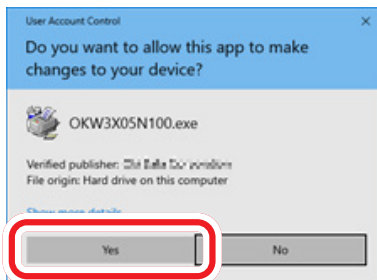 User Account Control
Do you want to allow this app to make
changes to your device?
OKW3X05N100.exe
Verified publisher:
File origin: Hard drive on this computer
Show more details
Yes
No